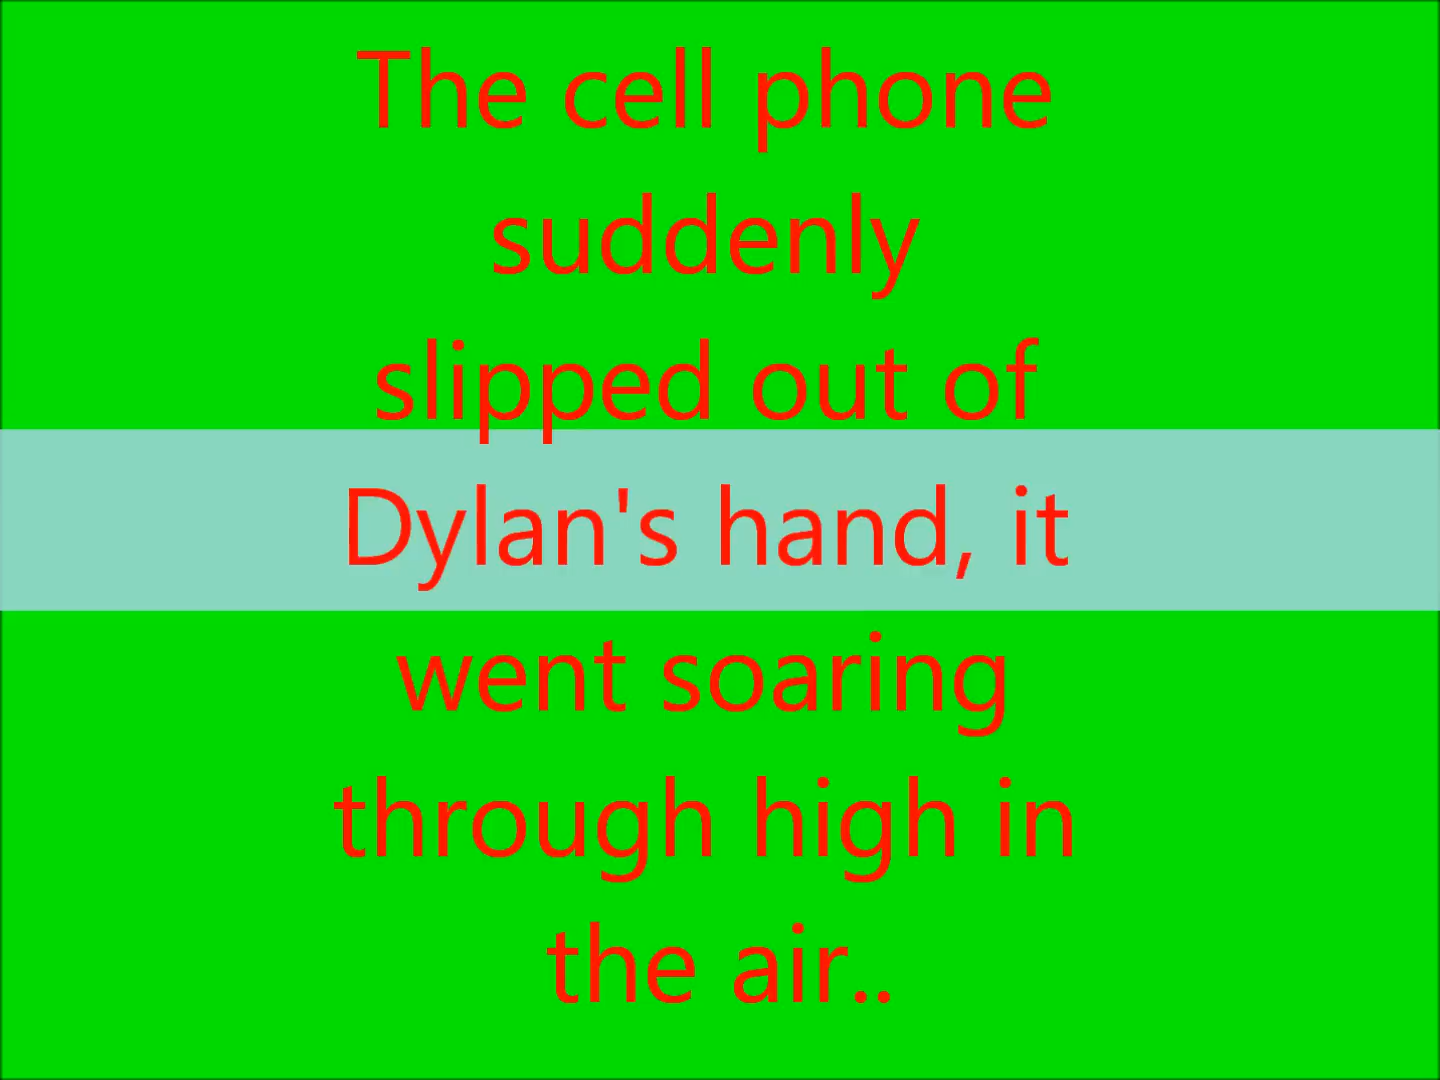 The cell phone
suddenly
slipped out of
Dylan's hand, it
went soaring
through high in
the air..